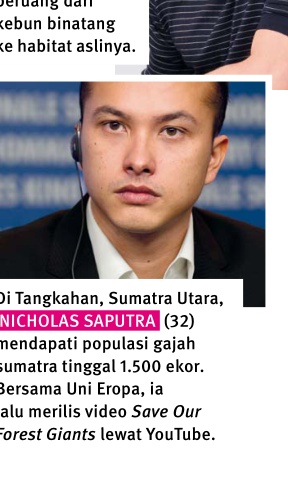 kebun binatang
ke habitat aslinya.
Di Tangkahan, Sumatra Utara,
NICHOLAS SAPUTRA (32)
mendapati populasi gajah
sumatra tinggal 1.500 ekor.
Bersama Uni Eropa, ia
lalu merilis video Save Our
Forest Giants lewat YouTube.